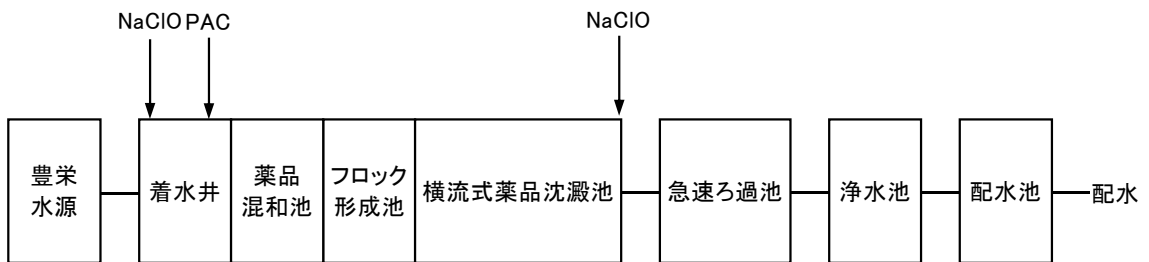 NaClO PAC
NaClO
豊栄
水源
着水井
薬品
混和池
フロック
形成池
横流式薬品沈澱池
急速ろ過池
浄水池
配水池
配水